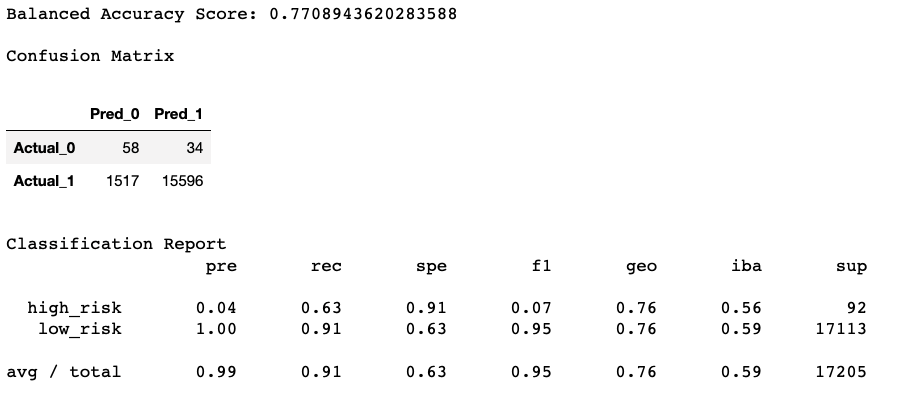 Balanced Accuracy Score: 0.7708943620283588
Confusion Matrix
Pred_0 Pred_1
Actual_0 58 34
Actual_1 1517 15596
Classification Report
pre rec spe f1 geo iba sup
high_risk 0.04 0.63 0.91 0.07 0.76 0.56 92
low_risk 1.00 0.91 0.63 0.95 0.76 0.59 17113
avg / total 0.99 0.91 0.63 0.95 0.76 0.59 17205